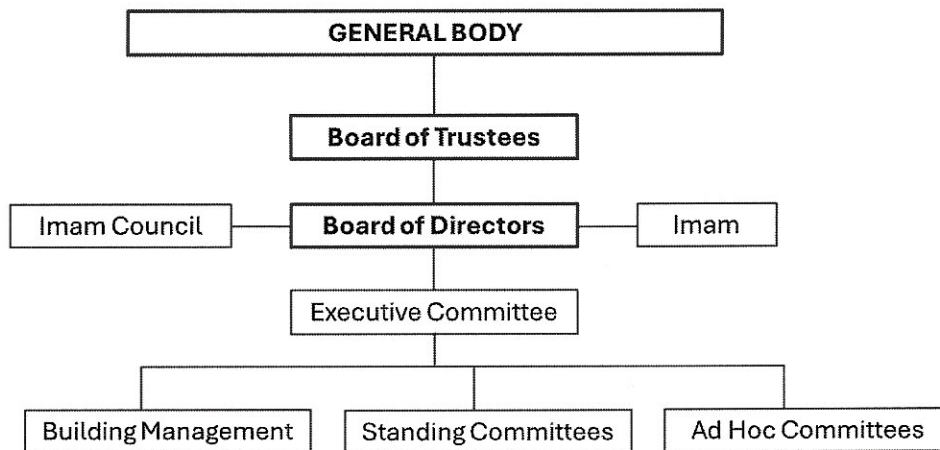 GENERAL BODY
Board of Trustees
Imam Council
Board of Directors
Imam
Executive Committee
Building Management
Standing Committees
Ad Hoc Committees